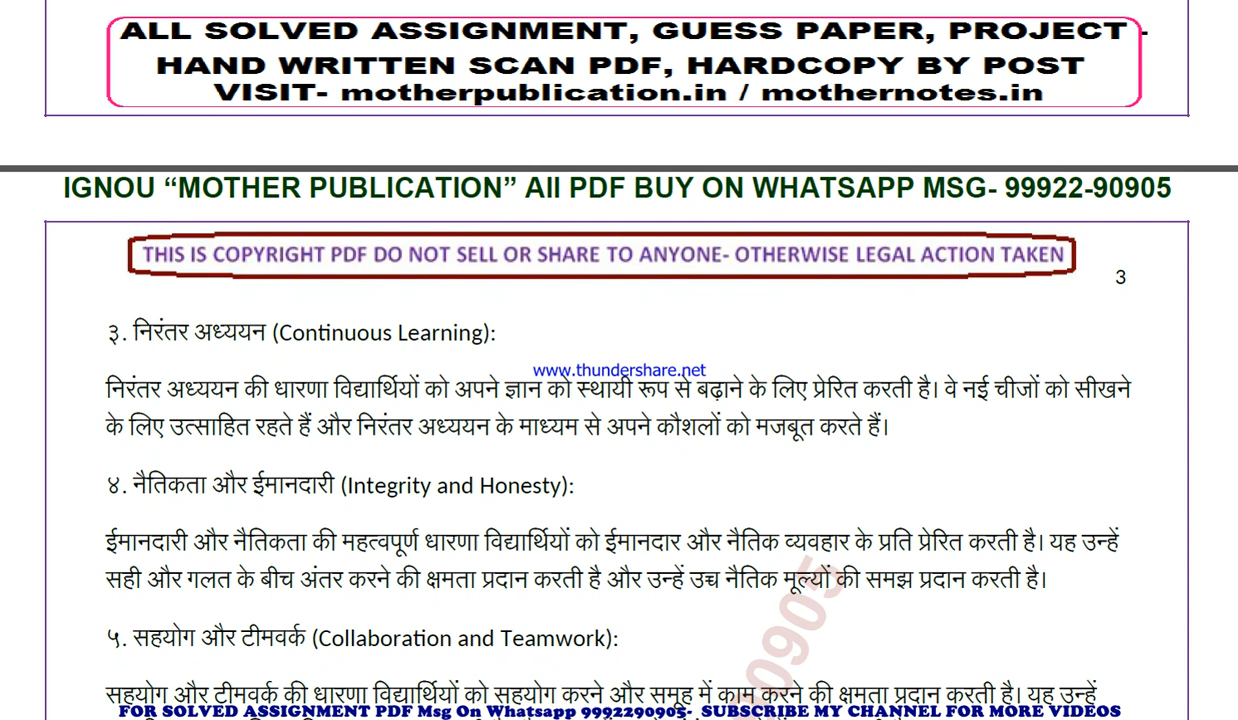 ALL SOLVED ASSIGNMENT, GUESS PAPER, PROJECT -
HAND WRITTEN SCAN PDF, HARDCOPY BY POST
VISIT- motherpublication.in / mothernotes.in
IGNOU “MOTHER PUBLICATION” All PDF BUY ON WHATSAPP MSG- 99922-90905
THIS IS COPYRIGHT PDF DO NOT SELL OR SHARE TO ANYONE- OTHERWISE LEGAL ACTION TAKEN
3
३. निरंतर अध्ययन (Continuous Learning):
www.thundershare.net
निरंतर अध्ययन की धारणा विद्यार्थियों को अपने ज्ञान को स्थायी रूप से बढ़ाने के लिए प्रेरित करती है। वे नई चीजों को सीखने
के लिए उत्साहित रहते हैं और निरंतर अध्ययन के माध्यम से अपने कौशलों को मजबूत करते हैं।
४. नैतिकता और ईमानदारी (Integrity and Honesty):
ईमानदारी और नैतिकता की महत्वपूर्ण धारणा विद्यार्थियों को ईमानदार और नैतिक व्यवहार के प्रति प्रेरित करती है। यह उन्हें
सही और गलत के बीच अंतर करने की क्षमता प्रदान करती है और उन्हें उच्च नैतिक मूल्यों की समझ प्रदान करती है।
५. सहयोग और टीमवर्क (Collaboration and Teamwork):
सहयोग और टीमवर्क की धारणा विद्यार्थियों को सहयोग करने और समूह में काम करने की क्षमता प्रदान करती है। यह उन्हें
FOR SOLVED ASSIGNMENT PDF Msg On Whatsapp 9992290905- SUBSCRIBE MY CHANNEL FOR MORE VIDEOS